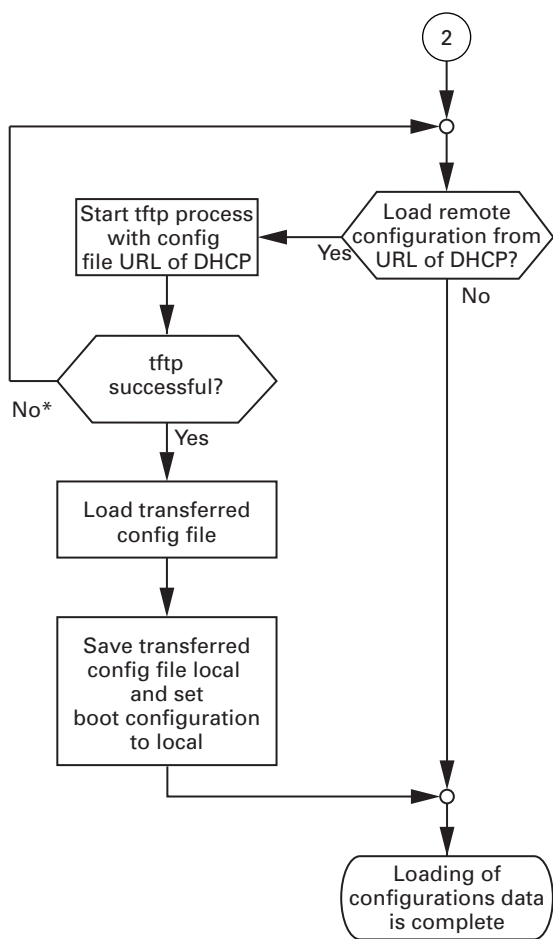 2
Load remote
configuration from
URL of DHCP?
Yes
No
Start tftp process
with config
file URL of DHCP
tftp
successful?
No*
Yes
Load transferred
config file
Save transferred
config file local
and set
boot configuration
to local
Loading of
configurations data
is complete